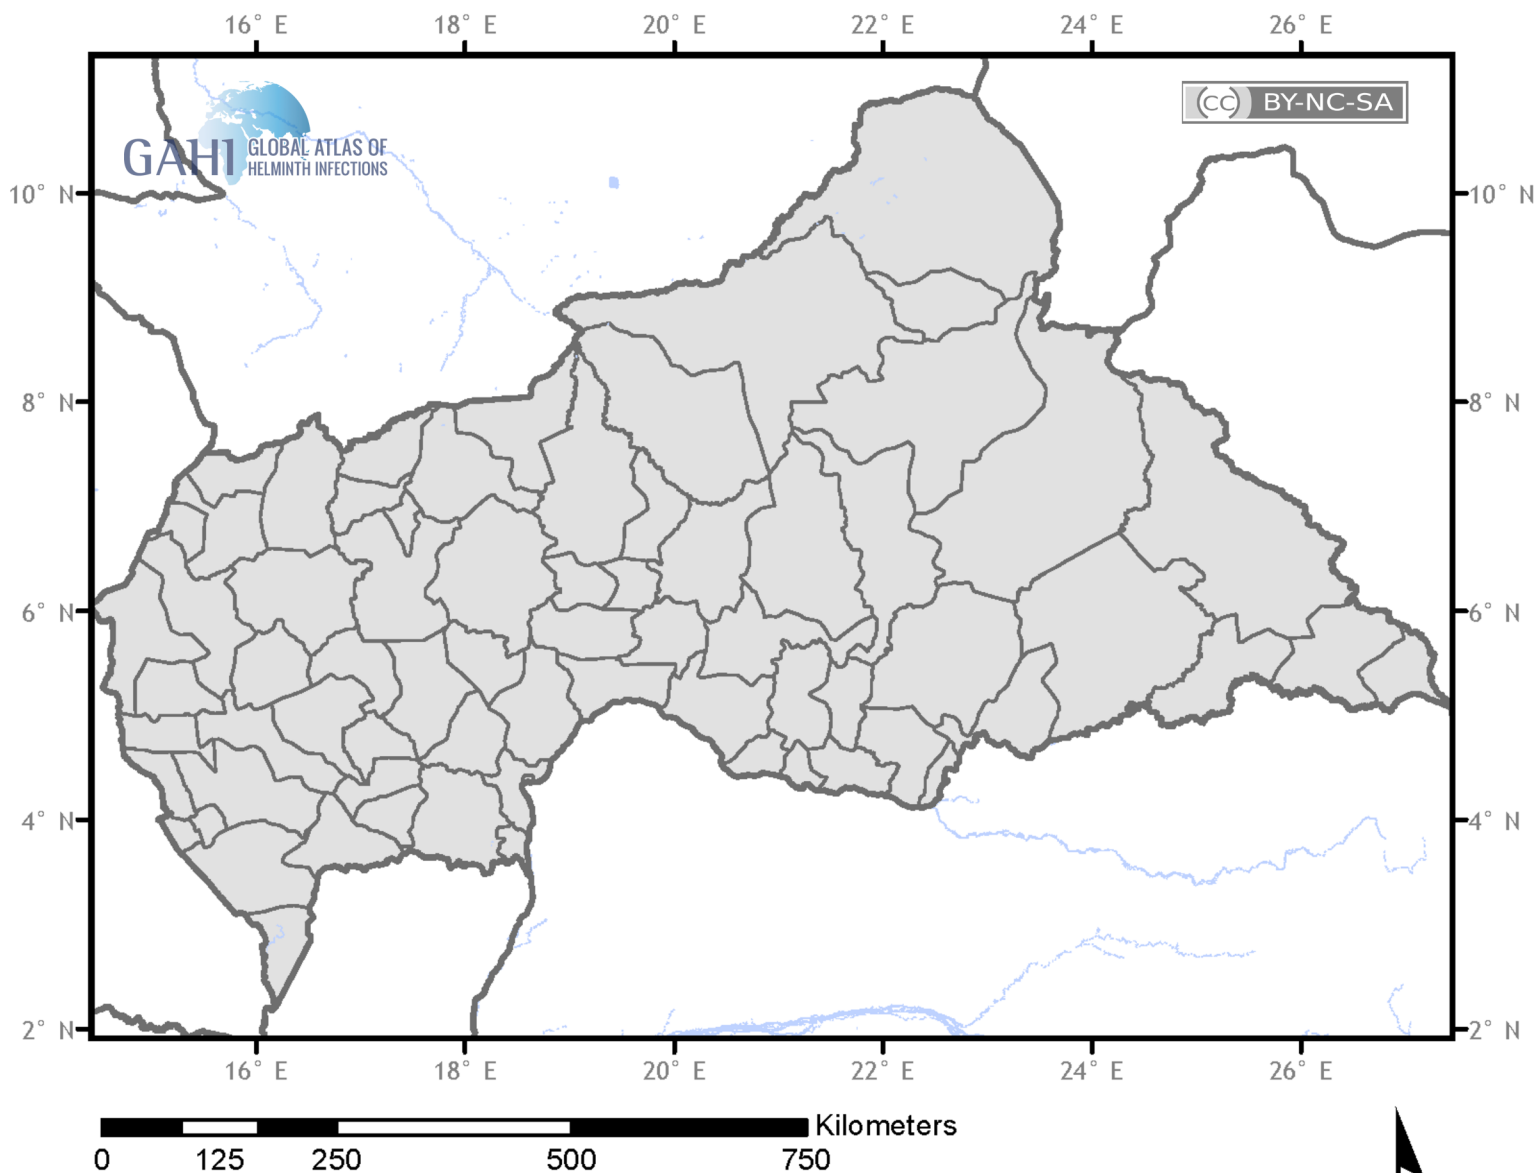 16° E 18° E 20° E 22° E 24° E 26° E
GAHI GLOBAL ATLAS OF
HELMINTH INFECTIONS
cc BY-NC-SA
10° N 10° N
8° N 8° N
6° N 6° N
4° N 4° N
2° N 2° N
16° E 18° E 20° E 22° E 24° E 26° E
Kilometers
0 125 250 500 750